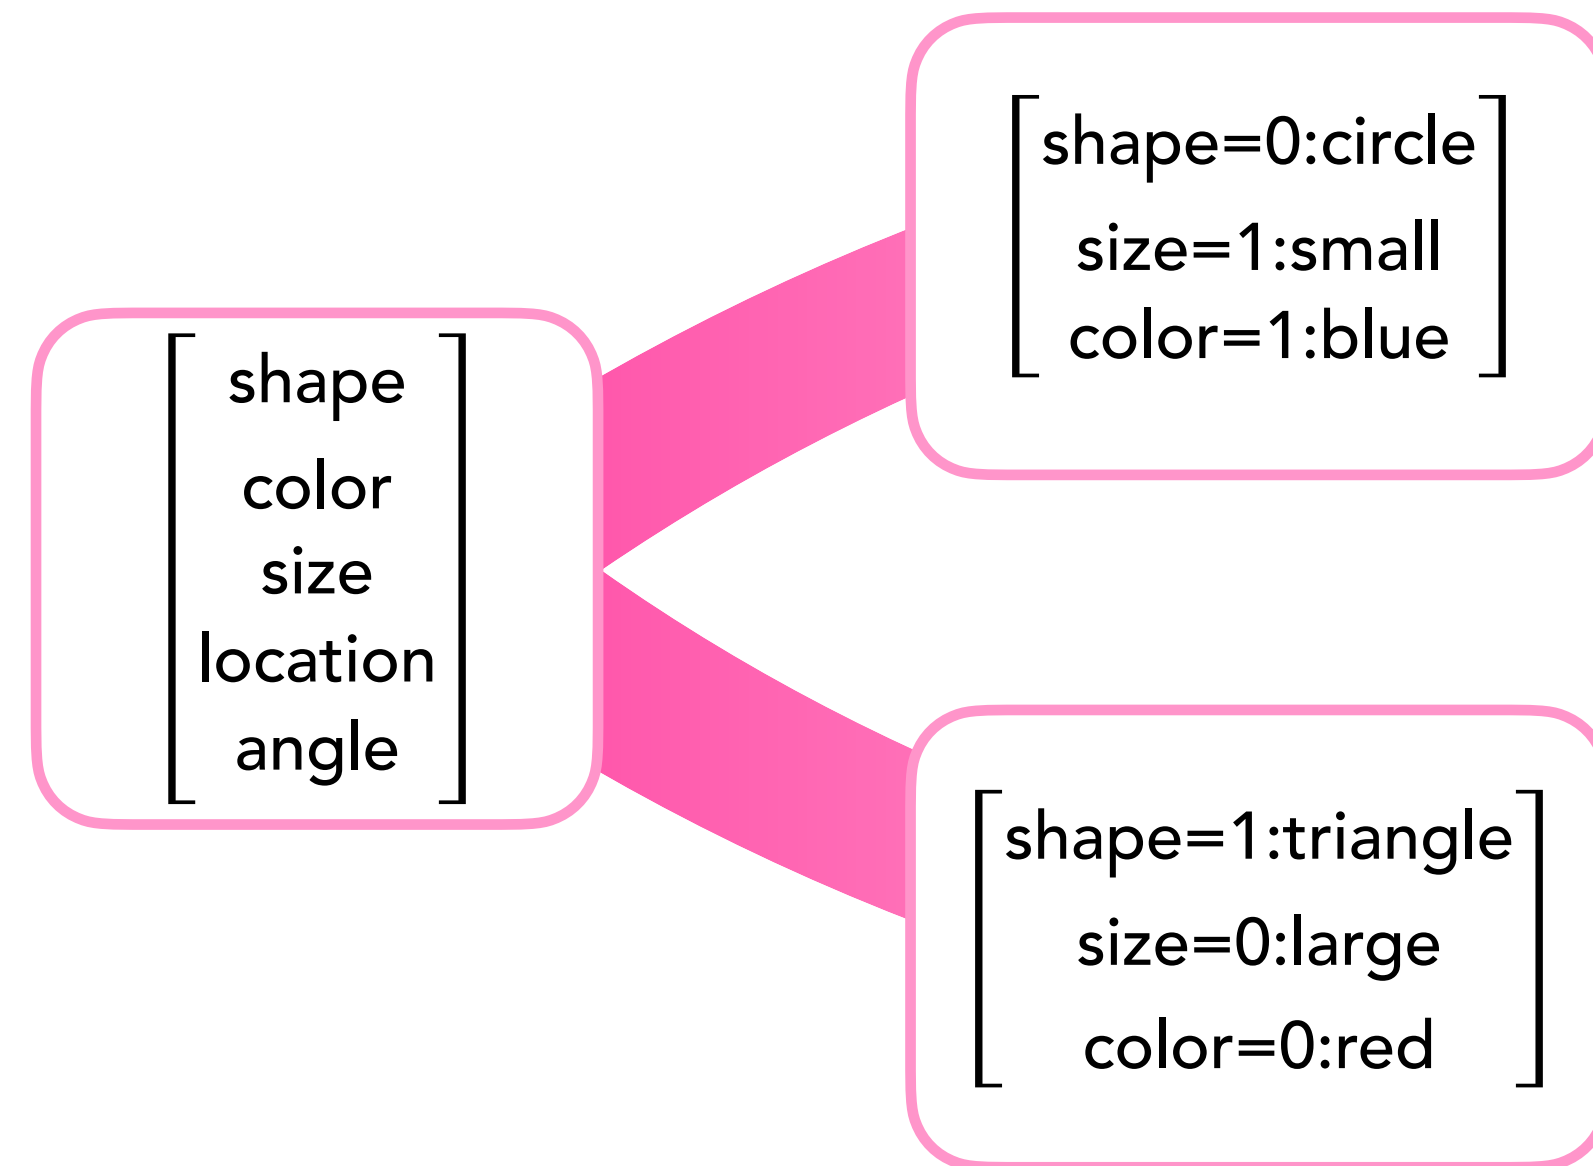 shape
color
size
location
angle
shape=0:circle
size=1:small
color=1:blue
shape=1:triangle
size=0:large
color=0:red